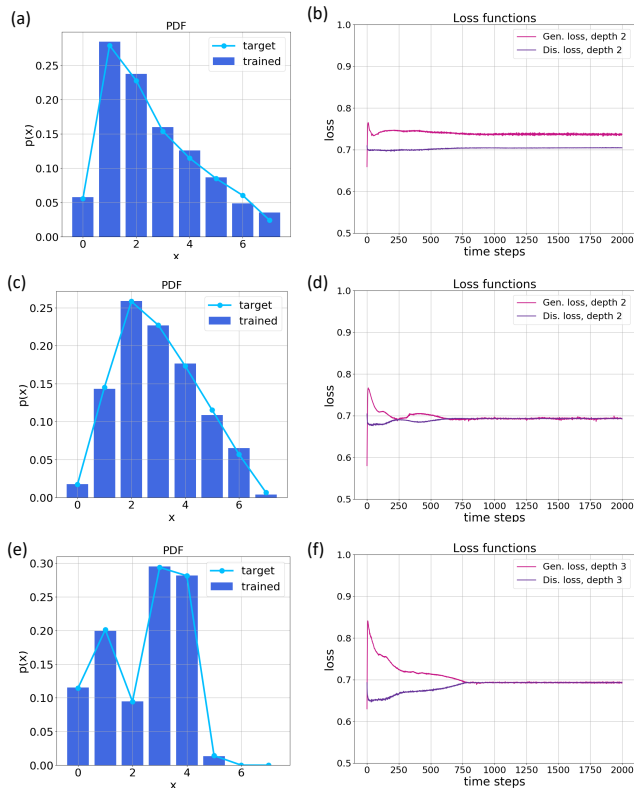 (a)
PDF
target
trained
p(x)
0.25
0.20
0.15
0.10
0.05
0.00
0 2 4 6
x
(b)
Loss functions
Gen. loss, depth 2
Dis. loss, depth 2
loss
1.0
0.9
0.8
0.7
0.6
0.5
0 250 500 750 1000 1250 1500 1750 2000
time steps
(c)
PDF
target
trained
p(x)
0.25
0.20
0.15
0.10
0.05
0.00
0 2 4 6
x
(d)
Loss functions
Gen. loss, depth 2
Dis. loss, depth 2
loss
1.0
0.9
0.8
0.7
0.6
0.5
0 250 500 750 1000 1250 1500 1750 2000
time steps
(e)
PDF
target
trained
p(x)
0.30
0.25
0.20
0.15
0.10
0.05
0.00
0 2 4 6
x
(f)
Loss functions
Gen. loss, depth 3
Dis. loss, depth 3
loss
1.0
0.9
0.8
0.7
0.6
0.5
0 250 500 750 1000 1250 1500 1750 2000
time steps